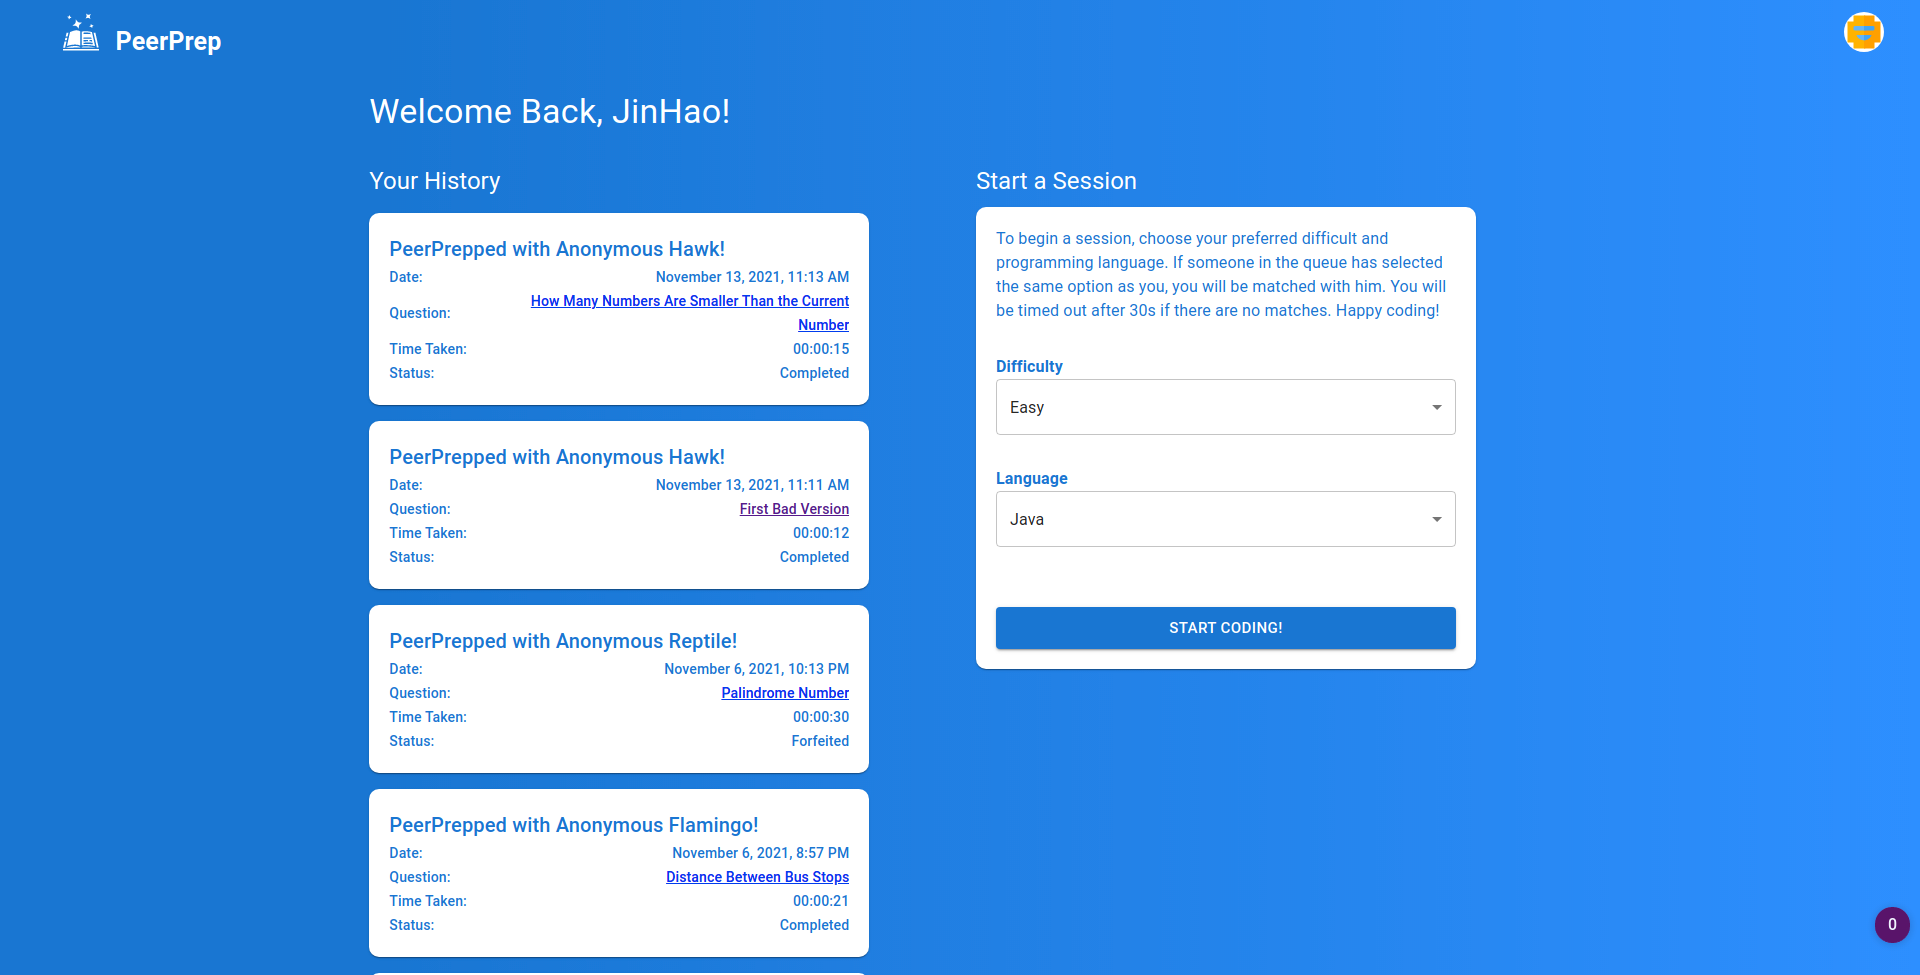 PeerPrep
Welcome Back, JinHao!
Your History
PeerPrepped with Anonymous Hawk!
Date: November 13, 2021, 11:13 AM
Question: How Many Numbers Are Smaller Than the Current
Number
Time Taken: 00:00:15
Status: Completed
PeerPrepped with Anonymous Hawk!
Date: November 13, 2021, 11:11 AM
Question: First Bad Version
Time Taken: 00:00:12
Status: Completed
PeerPrepped with Anonymous Reptile!
Date: November 6, 2021, 10:13 PM
Question: Palindrome Number
Time Taken: 00:00:30
Status: Forfeited
PeerPrepped with Anonymous Flamingo!
Date: November 6, 2021, 8:57 PM
Question: Distance Between Bus Stops
Time Taken: 00:00:21
Status: Completed
Start a Session
To begin a session, choose your preferred difficult and
programming language. If someone in the queue has selected
the same option as you, you will be matched with him. You will
be timed out after 30s if there are no matches. Happy coding!
Difficulty
Easy
Language
Java
START CODING!
0